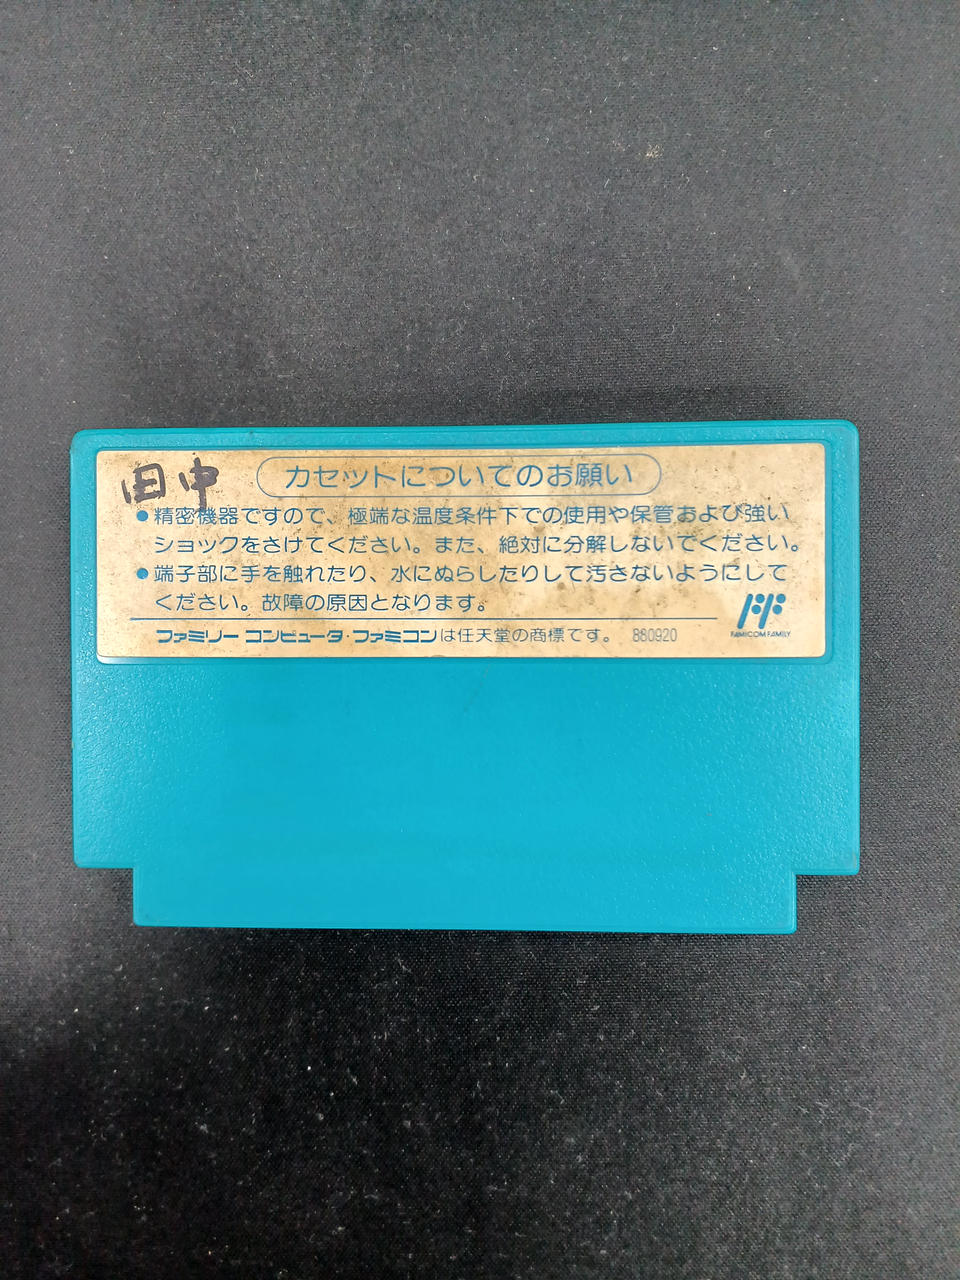 田中
カセットについてのお願い
●精密機器ですので、極端な温度条件下での使用や保管および強い
ショックをさけてください。また、絶対に分解しないでください。
●端子部に手を触れたり、水にぬらしたりして汚さないようにして
ください。故障の原因となります。
ファミリー コンピュータ・ファミコンは任天堂の商標です。 860920
FAMICOM FAMILY